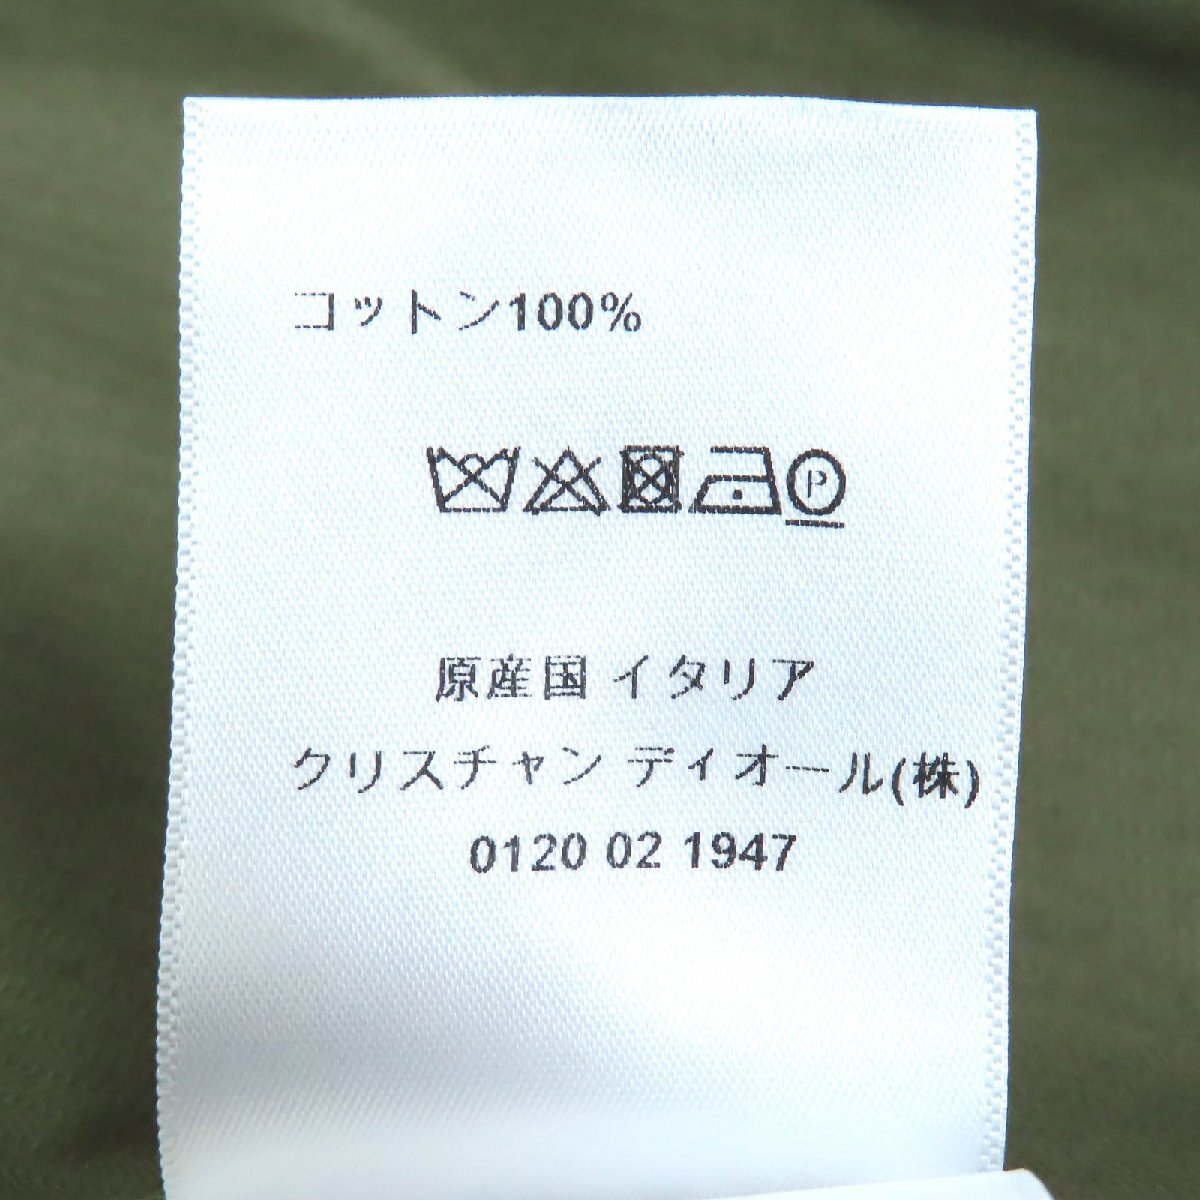 コットン100%
P
原産国 イタリア
クリスチャン ディオール(株)
0120 02 1947